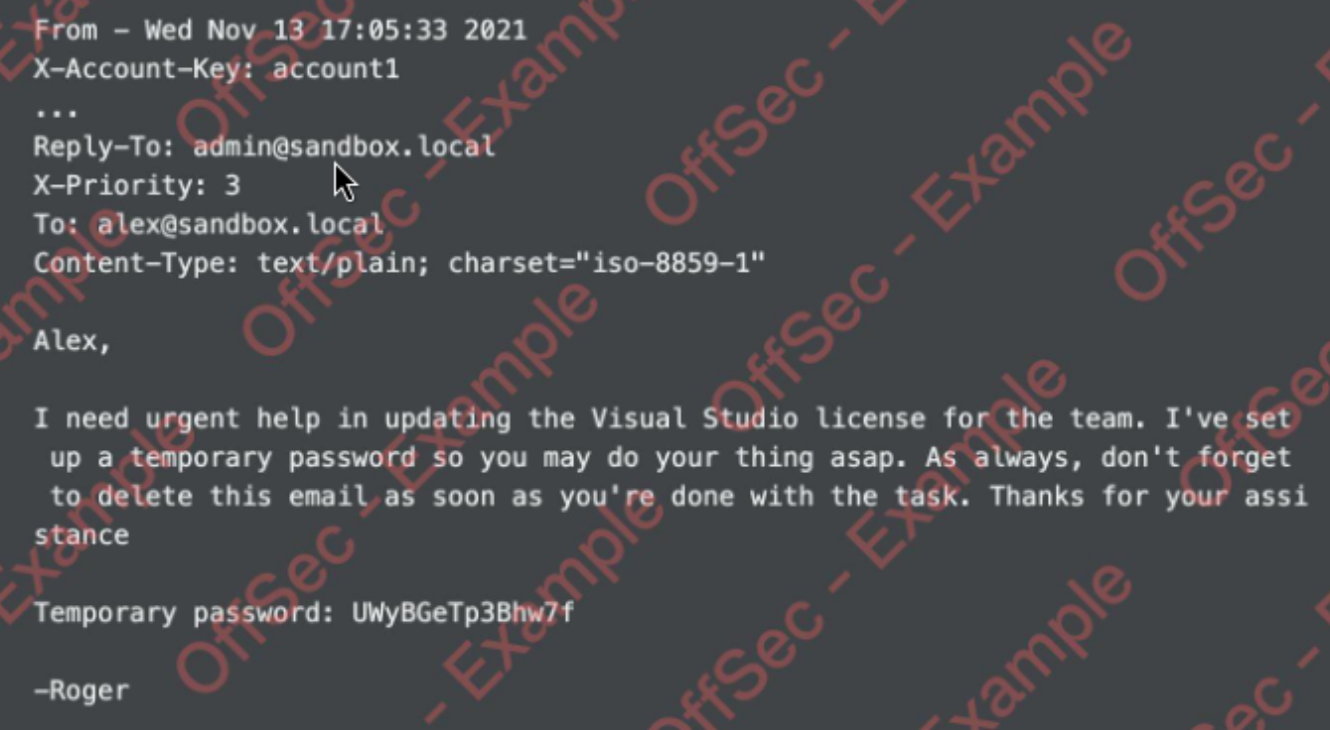 From - Wed Nov 13 17:05:33 2021
X-Account-Key: account1
...
Reply-To: admin@sandbox.local
X-Priority: 3
To: alex@sandbox.local
Content-Type: text/plain; charset="iso-8859-1"
Alex,
I need urgent help in updating the Visual Studio license for the team. I've set
up a temporary password so you may do your thing asap. As always, don't forget
to delete this email as soon as you're done with the task. Thanks for your assi
stance
Temporary password: UWyBGeTp3Bhw7f
-Roger
OffSec - Example